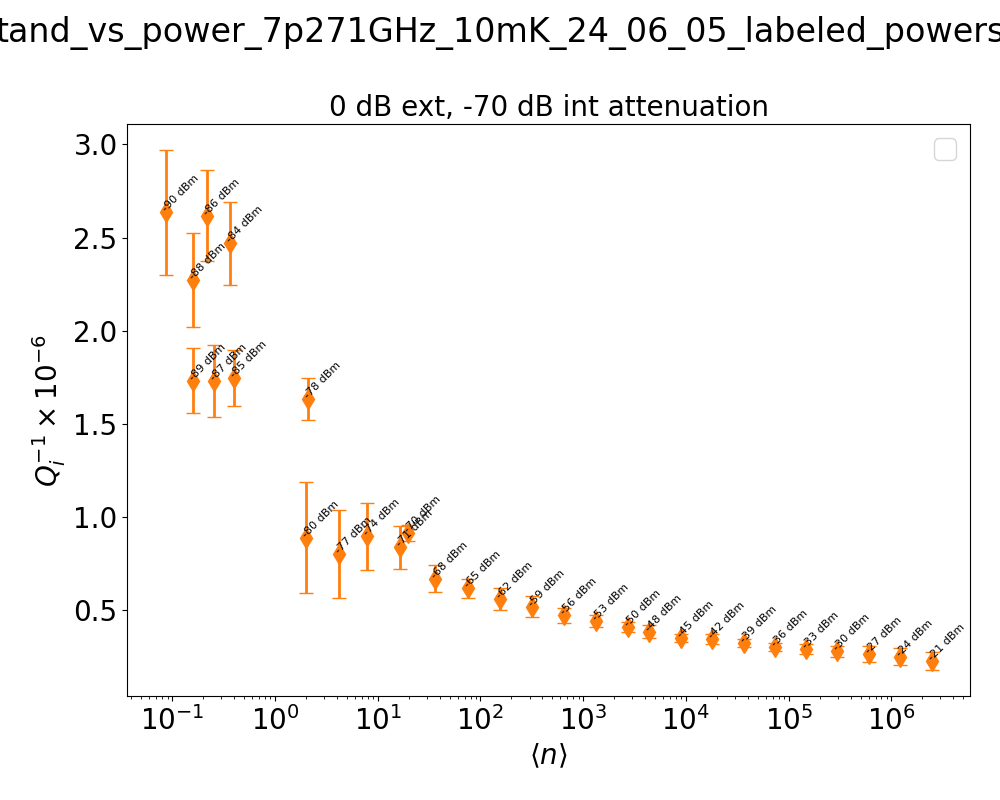 tand_vs_power_7p271GHz_10mK_24_06_05_labeled_powers
0 dB ext, -70 dB int attenuation
3.0
2.5
2.0
1.5
1.0
0.5
Q_i^{-1} × 10^{-6}
-90 dBm
-86 dBm
-84 dBm
-88 dBm
-89 dBm
-87 dBm
-85 dBm
-78 dBm
-80 dBm
-77 dBm
-74 dBm
-71 dBm
-70 dBm
-68 dBm
-65 dBm
-62 dBm
-59 dBm
-56 dBm
-53 dBm
-50 dBm
-48 dBm
-45 dBm
-42 dBm
-39 dBm
-36 dBm
-33 dBm
-30 dBm
-27 dBm
-24 dBm
-21 dBm
10^{-1} 10^0 10^1 10^2 10^3 10^4 10^5 10^6
⟨n⟩